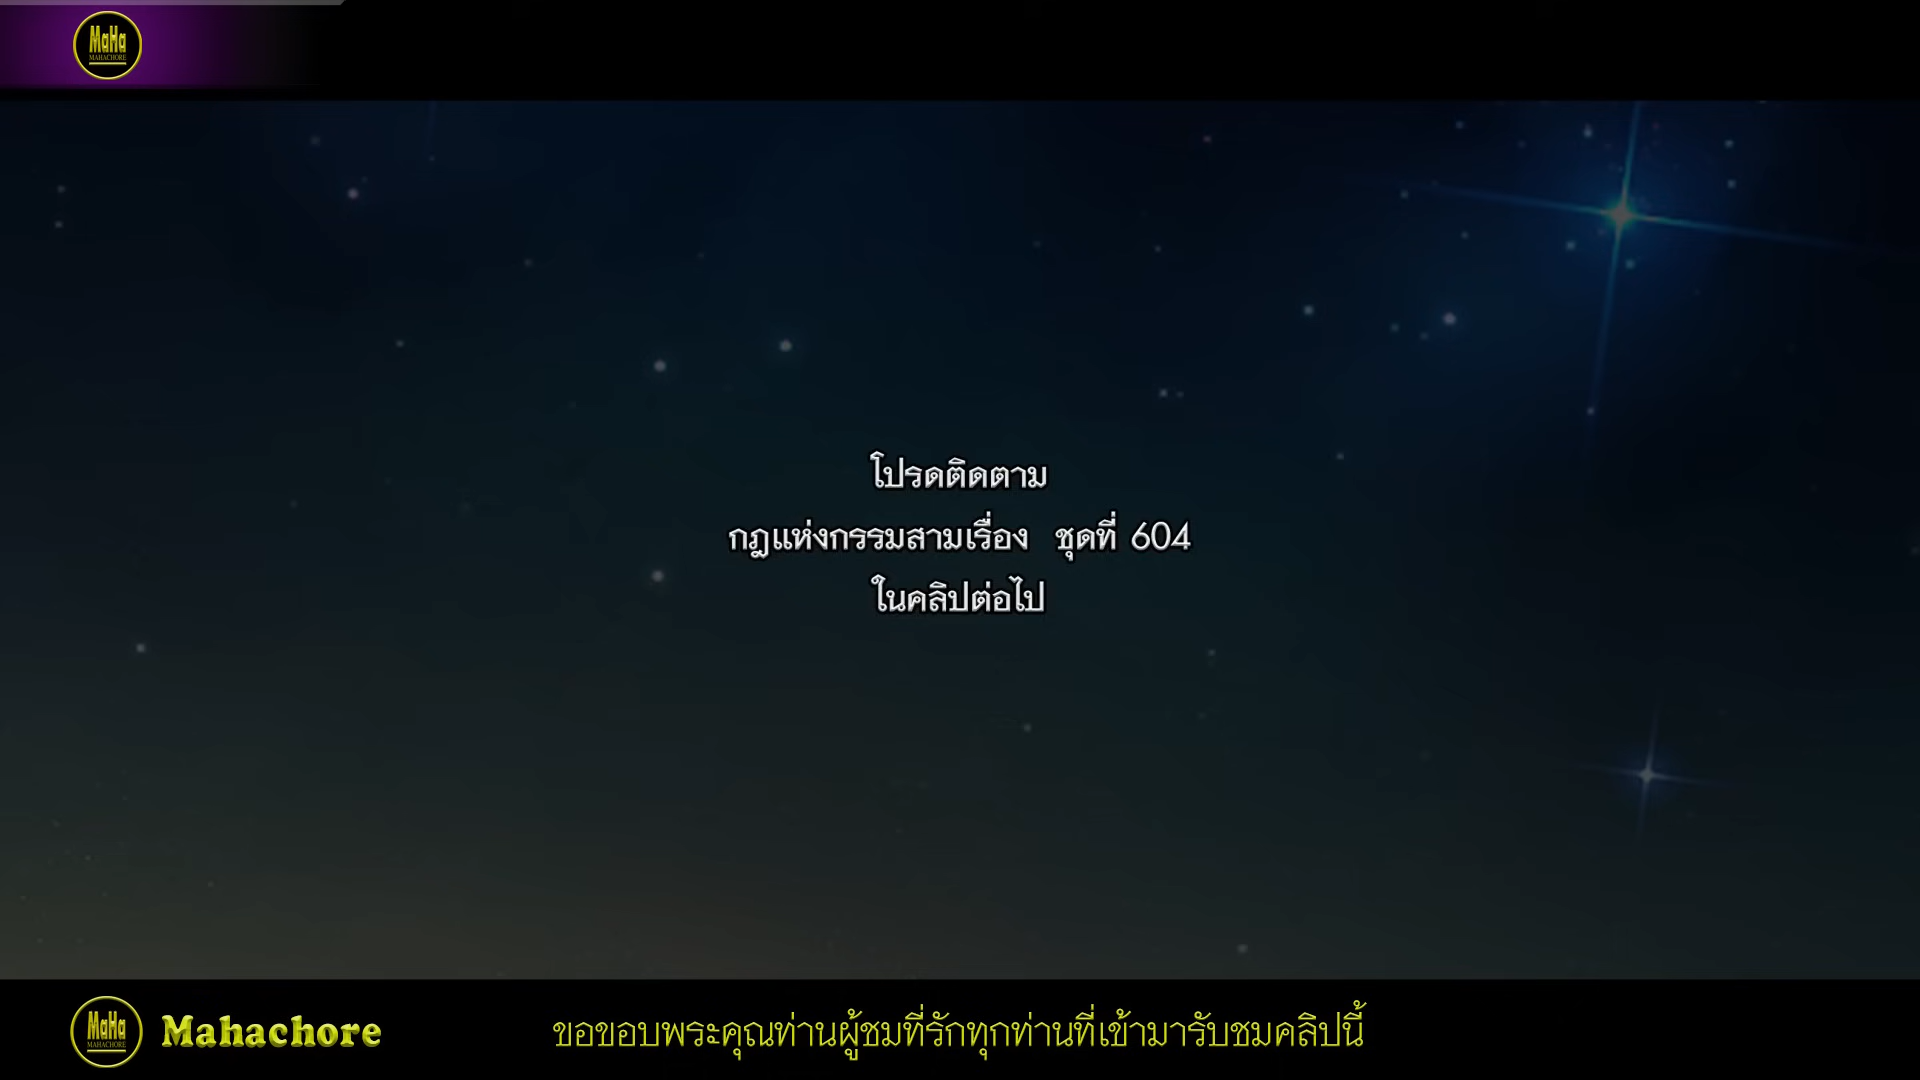 MaHa
MAHACHORE
โปรดติดตาม
กฎแห่งกรรมสามเรื่อง ชุดที่ 604
ในคลิปต่อไป
MaHa
MAHACHORE
Mahachore
ขอขอบพระคุณท่านผู้ชมที่รักทุกท่านที่เข้ามารับชมคลิปนี้